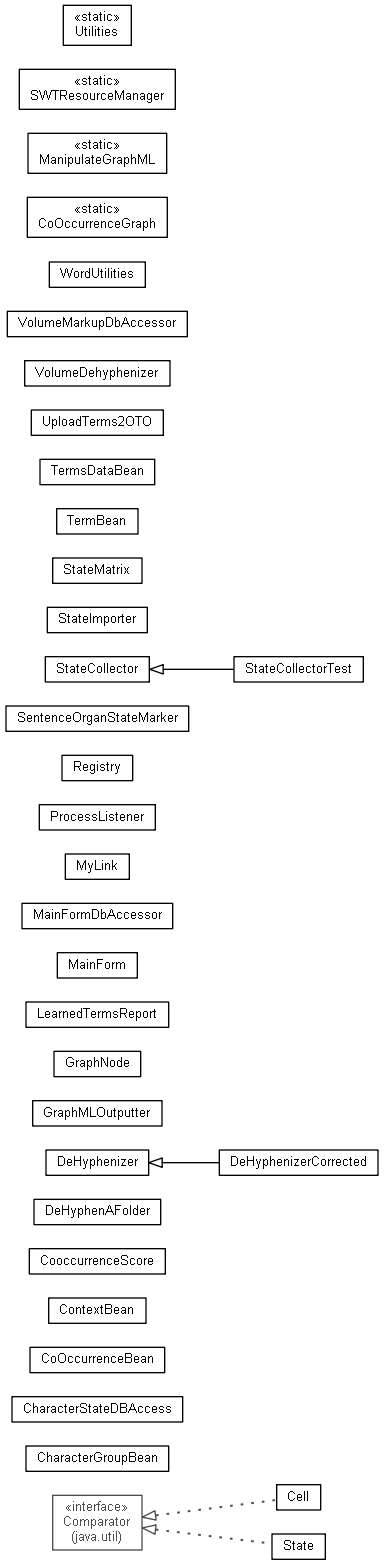 «static»
Utilities
«static»
SWTResourceManager
«static»
ManipulateGraphML
«static»
CoOccurrenceGraph
WordUtilities
VolumeMarkupDbAccessor
VolumeDehyphenizer
UploadTerms2OTO
TermsDataBean
TermBean
StateMatrix
StateImporter
StateCollector
StateCollectorTest
SentenceOrganStateMarker
Registry
ProcessListener
MyLink
MainFormDbAccessor
MainForm
LearnedTermsReport
GraphNode
GraphMLOutputter
DeHyphenizer
DeHyphenizerCorrected
DeHyphenAFolder
CooccurrenceScore
ContextBean
CoOccurrenceBean
CharacterStateDBAccess
CharacterGroupBean
«interface»
Comparator
(java.util)
Cell
State